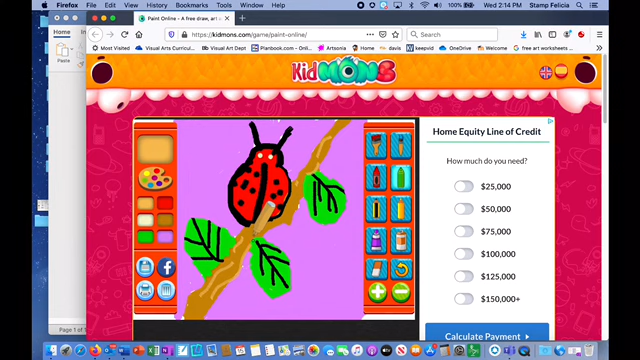 Firefox File Edit View History Bookmarks Tools Window Help 100% Wed 2:14 PM Stamp Felicia
Paint Online - A free draw, art a
Home
https://kidmons.com/game/paint-online/
Search
Most Visited Visual Arts Curricul... Visual Art Dept Planbook.com - Onli... Artsonia Home davis keepvid OneDrive free art worksheets
Paste
KidMONS
Home Equity Line of Credit
How much do you need?
$25,000
$50,000
$75,000
$100,000
$125,000
$150,000+
Calculate Payment
Page 1 of 1